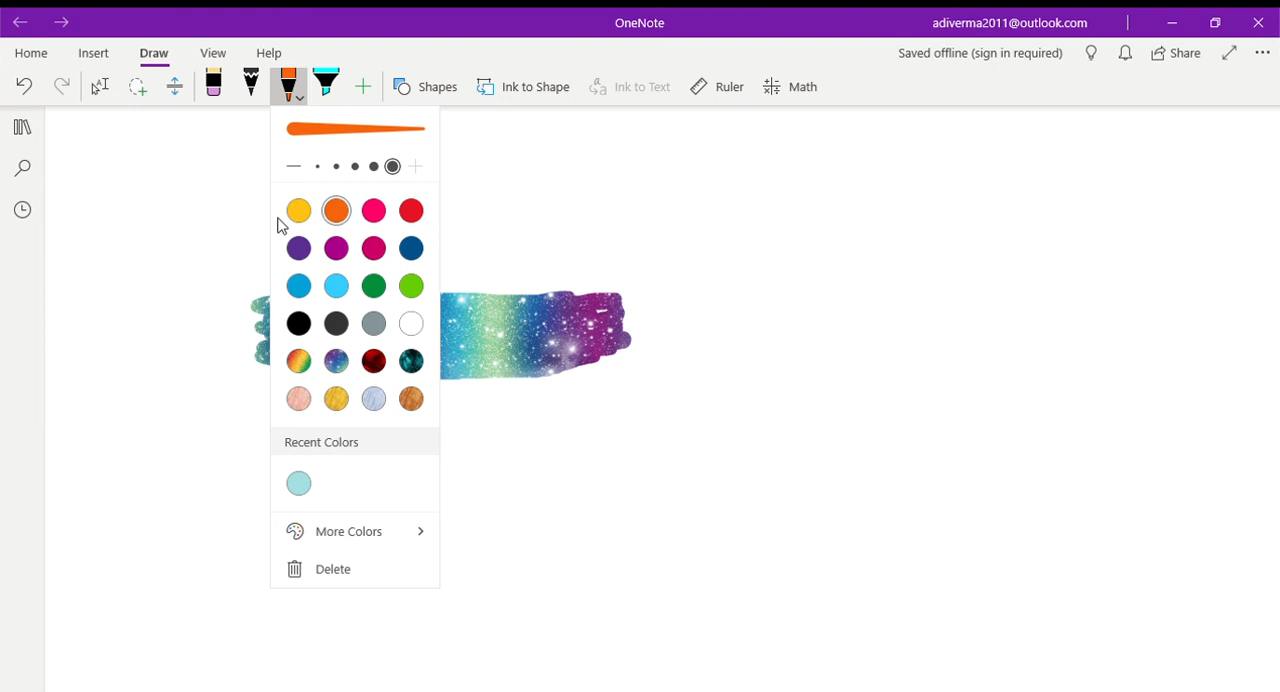 OneNote
adiverma2011@outlook.com
Home Insert Draw View Help
Saved offline (sign in required)
Share
Shapes
Ink to Shape
Ink to Text
Ruler
Math
Recent Colors
More Colors
Delete